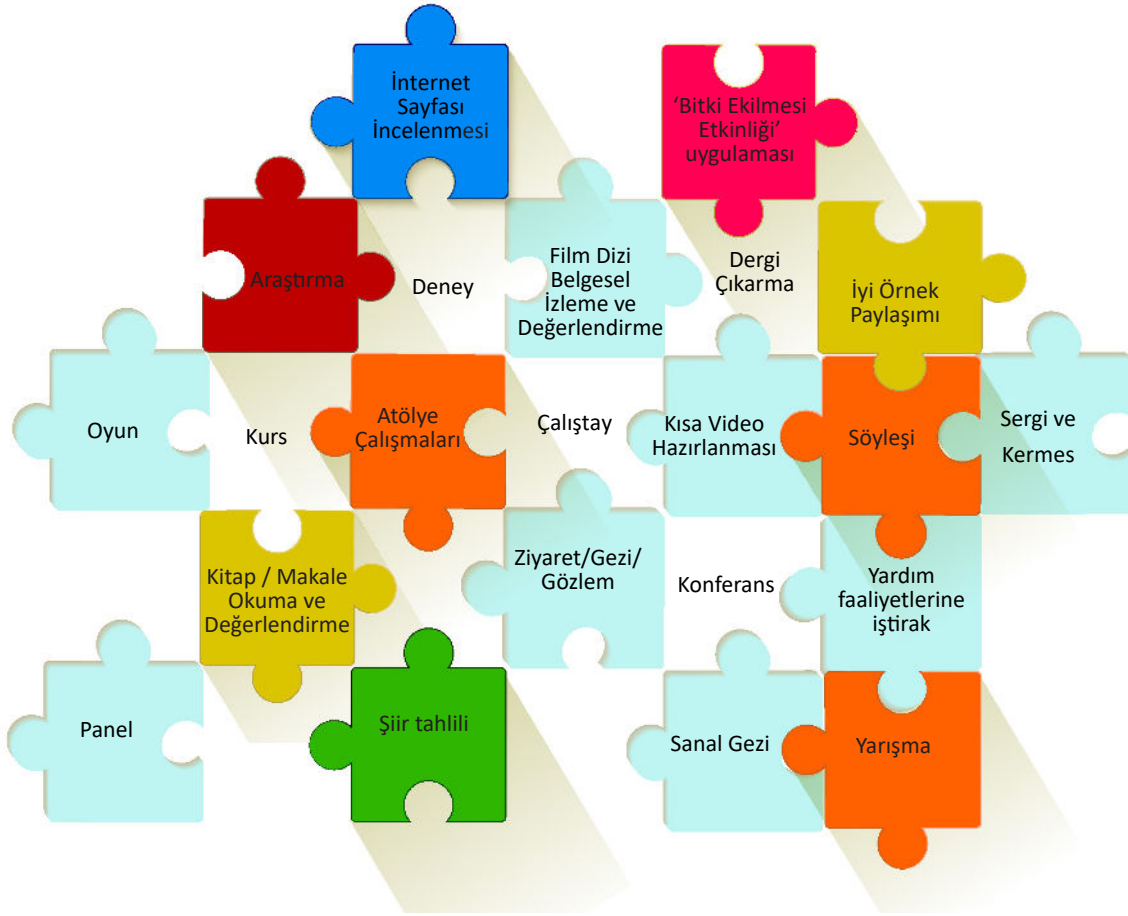 İnternet
Sayfası
İncelenmesi
‘Bitki Ekilmesi
Etkinliği’
uygulaması
Araştırma
Deney
Film Dizi
Belgesel
İzleme ve
Değerlendirme
Dergi
Çıkarma
İyi Örnek
Paylaşımı
Oyun
Kurs
Atölye
Çalışmaları
Çalıştay
Kısa Video
Hazırlanması
Söyleşi
Sergi ve
Kermes
Kitap / Makale
Okuma ve
Değerlendirme
Ziyaret/Gezi/
Gözlem
Konferans
Yardım
faaliyetlerine
iştirak
Panel
Şiir tahlili
Sanal Gezi
Yarışma